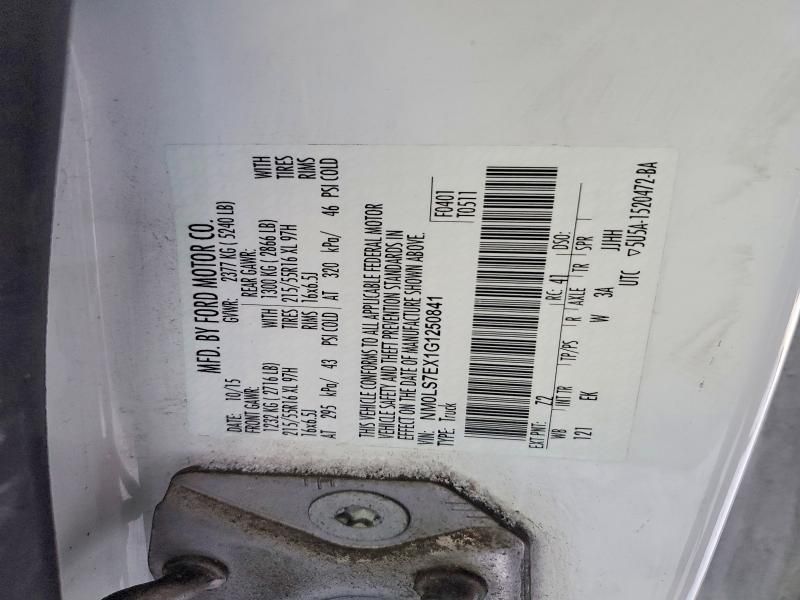 MFD. BY FORD MOTOR CO.
DATE: 10/15 GVWR: 2377 KG ( 5240 LB)
FRONT GAWR: REAR GAWR:
1232 KG ( 2716 LB) WITH 1300 KG ( 2866 LB) WITH
215/55R16 XL 97H TIRES 215/55R16 XL 97H TIRES
16x6.5J RIMS 16x6.5J RIMS
AT 295 kPa/ 43 PSI COLD AT 320 kPa/ 46 PSI COLD
THIS VEHICLE CONFORMS TO ALL APPLICABLE FEDERAL MOTOR
VEHICLE SAFETY AND THEFT PREVENTION STANDARDS IN
EFFECT ON THE DATE OF MANUFACTURE SHOWN ABOVE.
VIN: NM0LS7EX1G1250841 F0401
TYPE: Truck T0511
EXT PNT: Z2 RC: 41 DSO:
WB INT TR TP/PS R AXLE TR SPR
121 EK W 3A JJHH
UTC ▽5U5A-1520472-BA